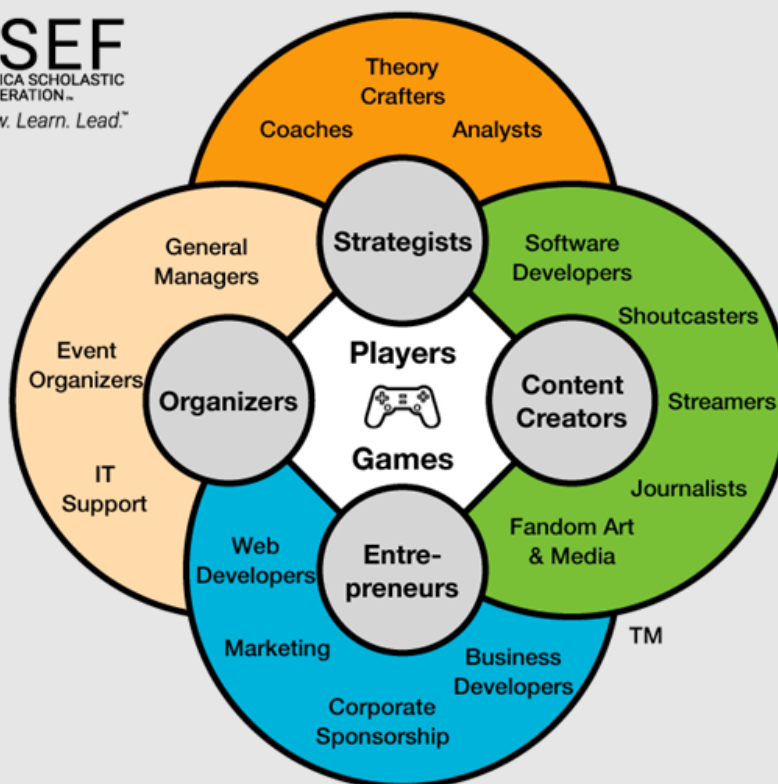 SEF
ICA SCHOLASTIC
ERATION™
w. Learn. Lead.™
Theory
Crafters
Coaches
Analysts
Strategists
General
Managers
Software
Developers
Shoutcasters
Event
Organizers
Organizers
Players
Games
Content
Creators
Streamers
IT
Support
Journalists
Fandom Art
& Media
Web
Developers
Entre-
preneurs
Marketing
Business
Developers
Corporate
Sponsorship
TM